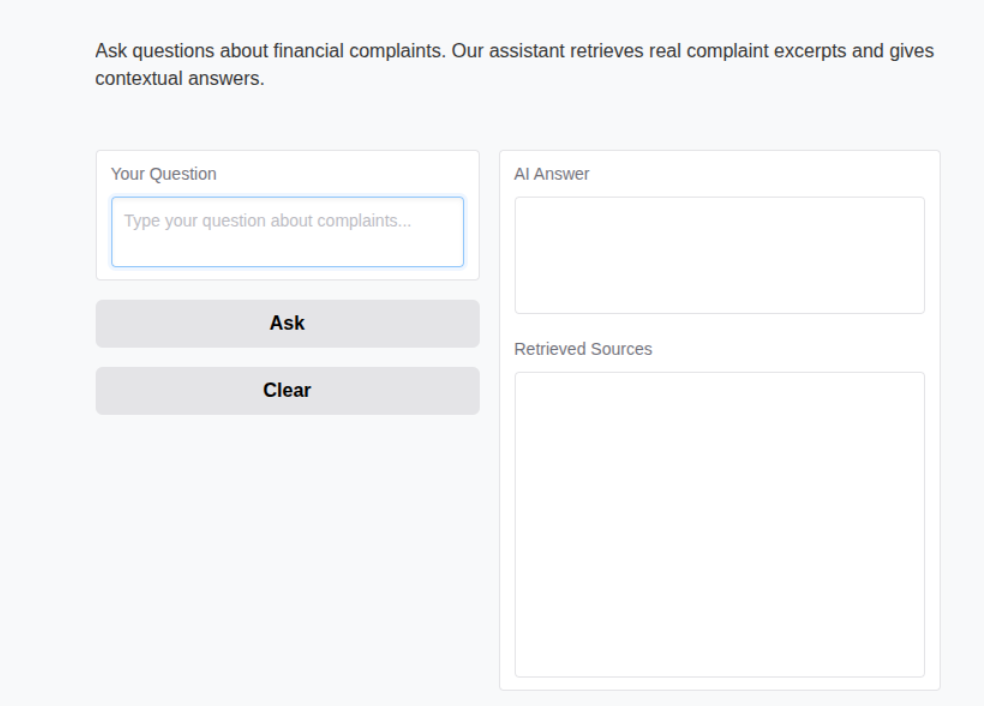 Ask questions about financial complaints. Our assistant retrieves real complaint excerpts and gives
contextual answers.
Your Question
Type your question about complaints...
Ask
Clear
AI Answer
Retrieved Sources